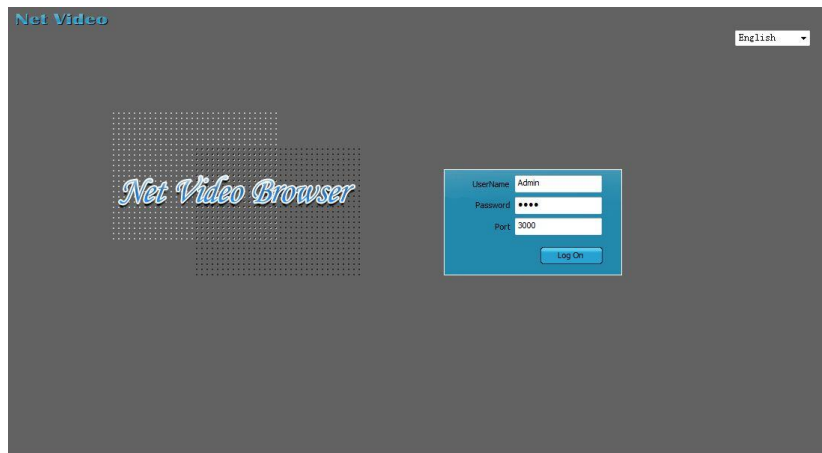 Net Video
English
Net Video Browser
UserName Admin
Password ••••
Port 3000
Log On